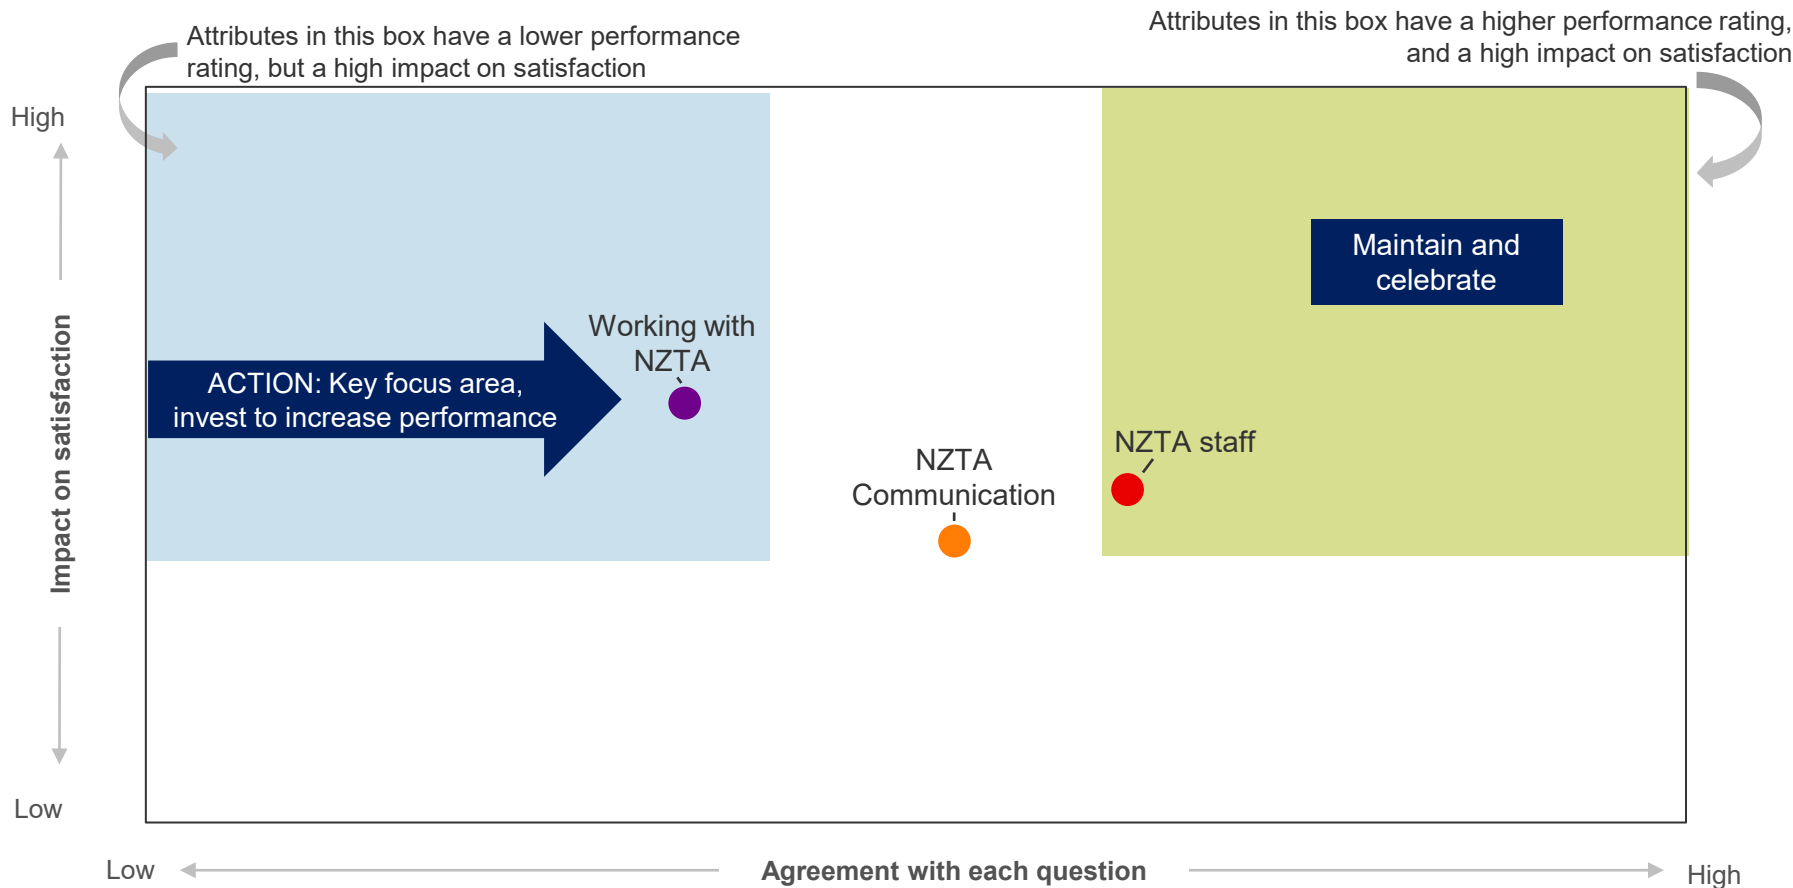 Attributes in this box have a lower performance
rating, but a high impact on satisfaction
Attributes in this box have a higher performance rating,
and a high impact on satisfaction
High
Maintain and
celebrate
Working with
NZTA
ACTION: Key focus area,
invest to increase performance
NZTA staff
NZTA
Communication
Impact on satisfaction
Low
Low
Agreement with each question
High